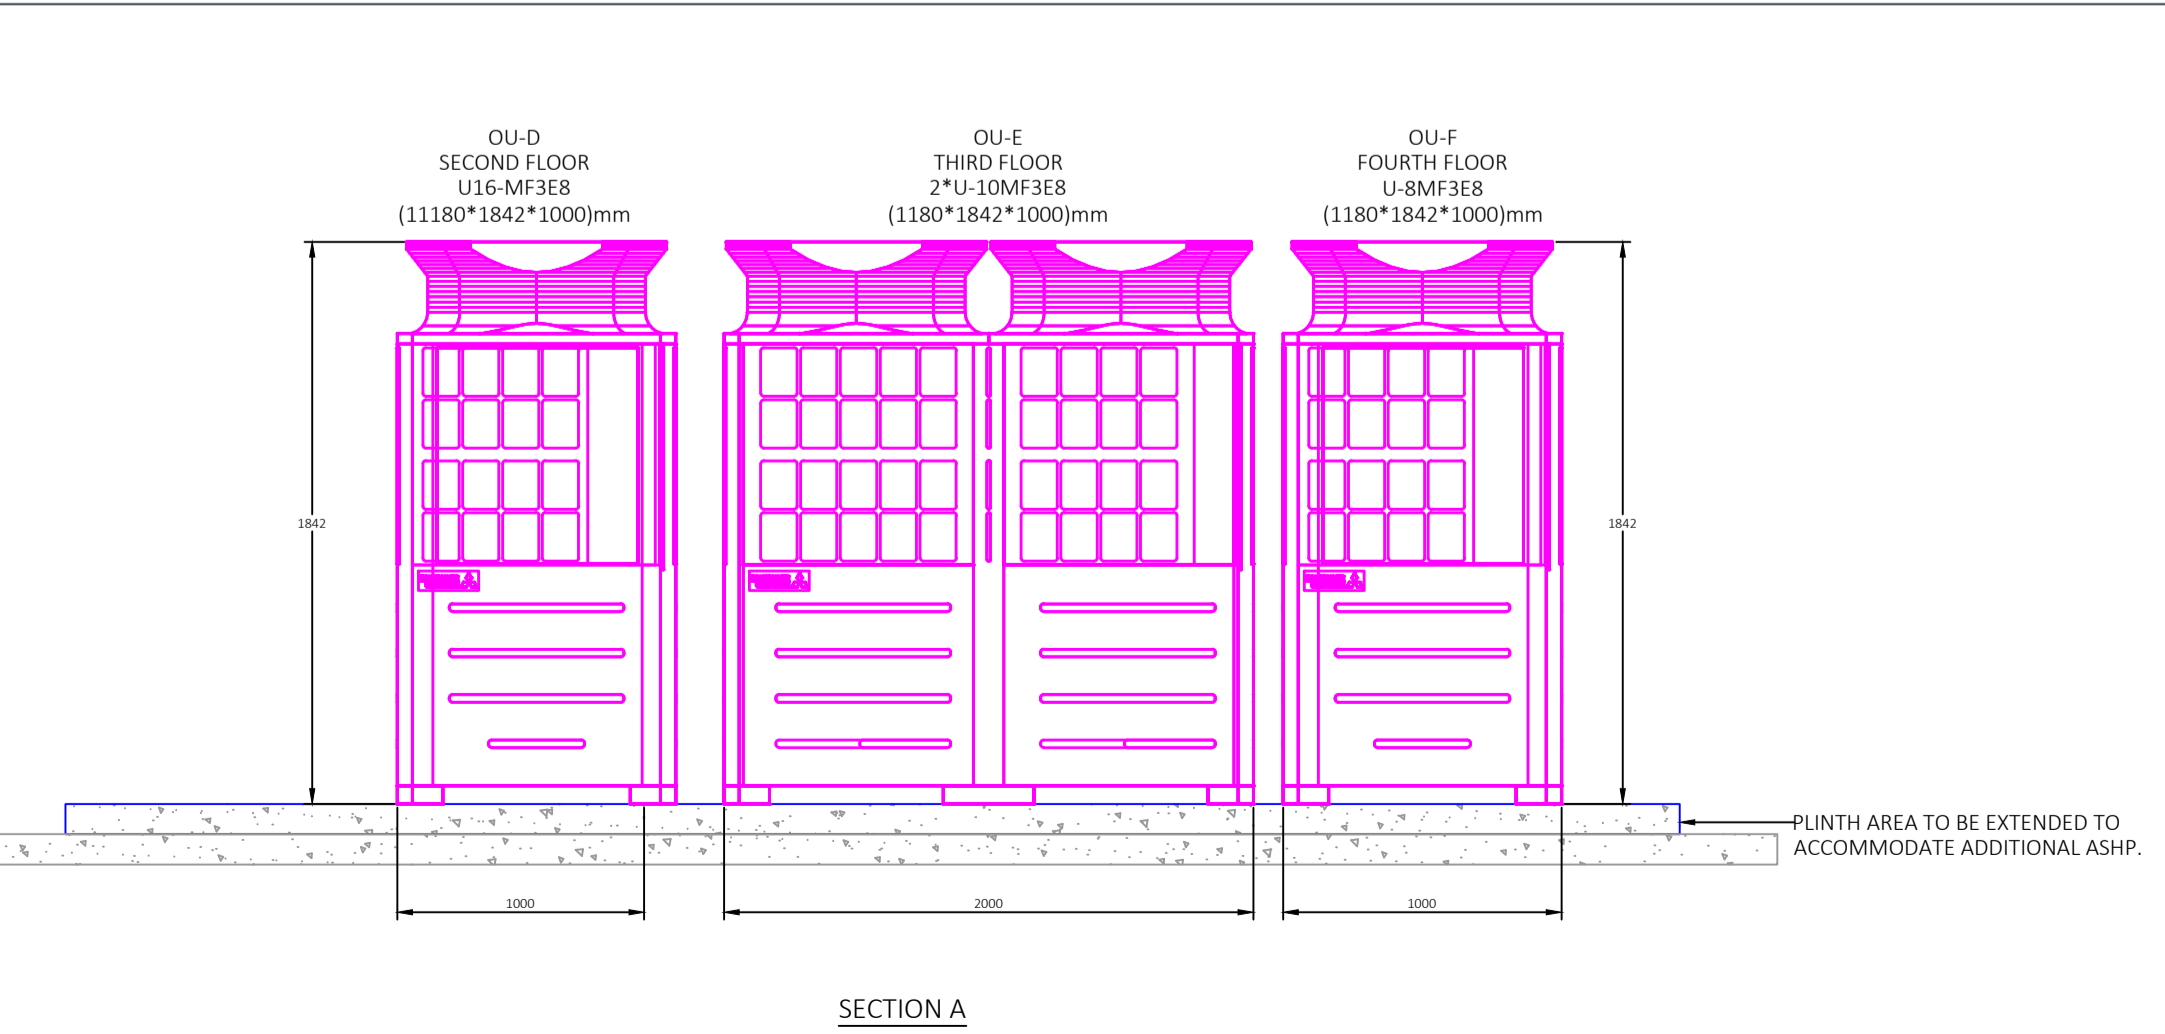 OU-D
SECOND FLOOR
U16-MF3E8
(11180*1842*1000)mm
OU-E
THIRD FLOOR
2*U-10MF3E8
(1180*1842*1000)mm
OU-F
FOURTH FLOOR
U-8MF3E8
(1180*1842*1000)mm
1842
1842
PLINTH AREA TO BE EXTENDED TO
ACCOMMODATE ADDITIONAL ASHP.
1000
2000
1000
SECTION A